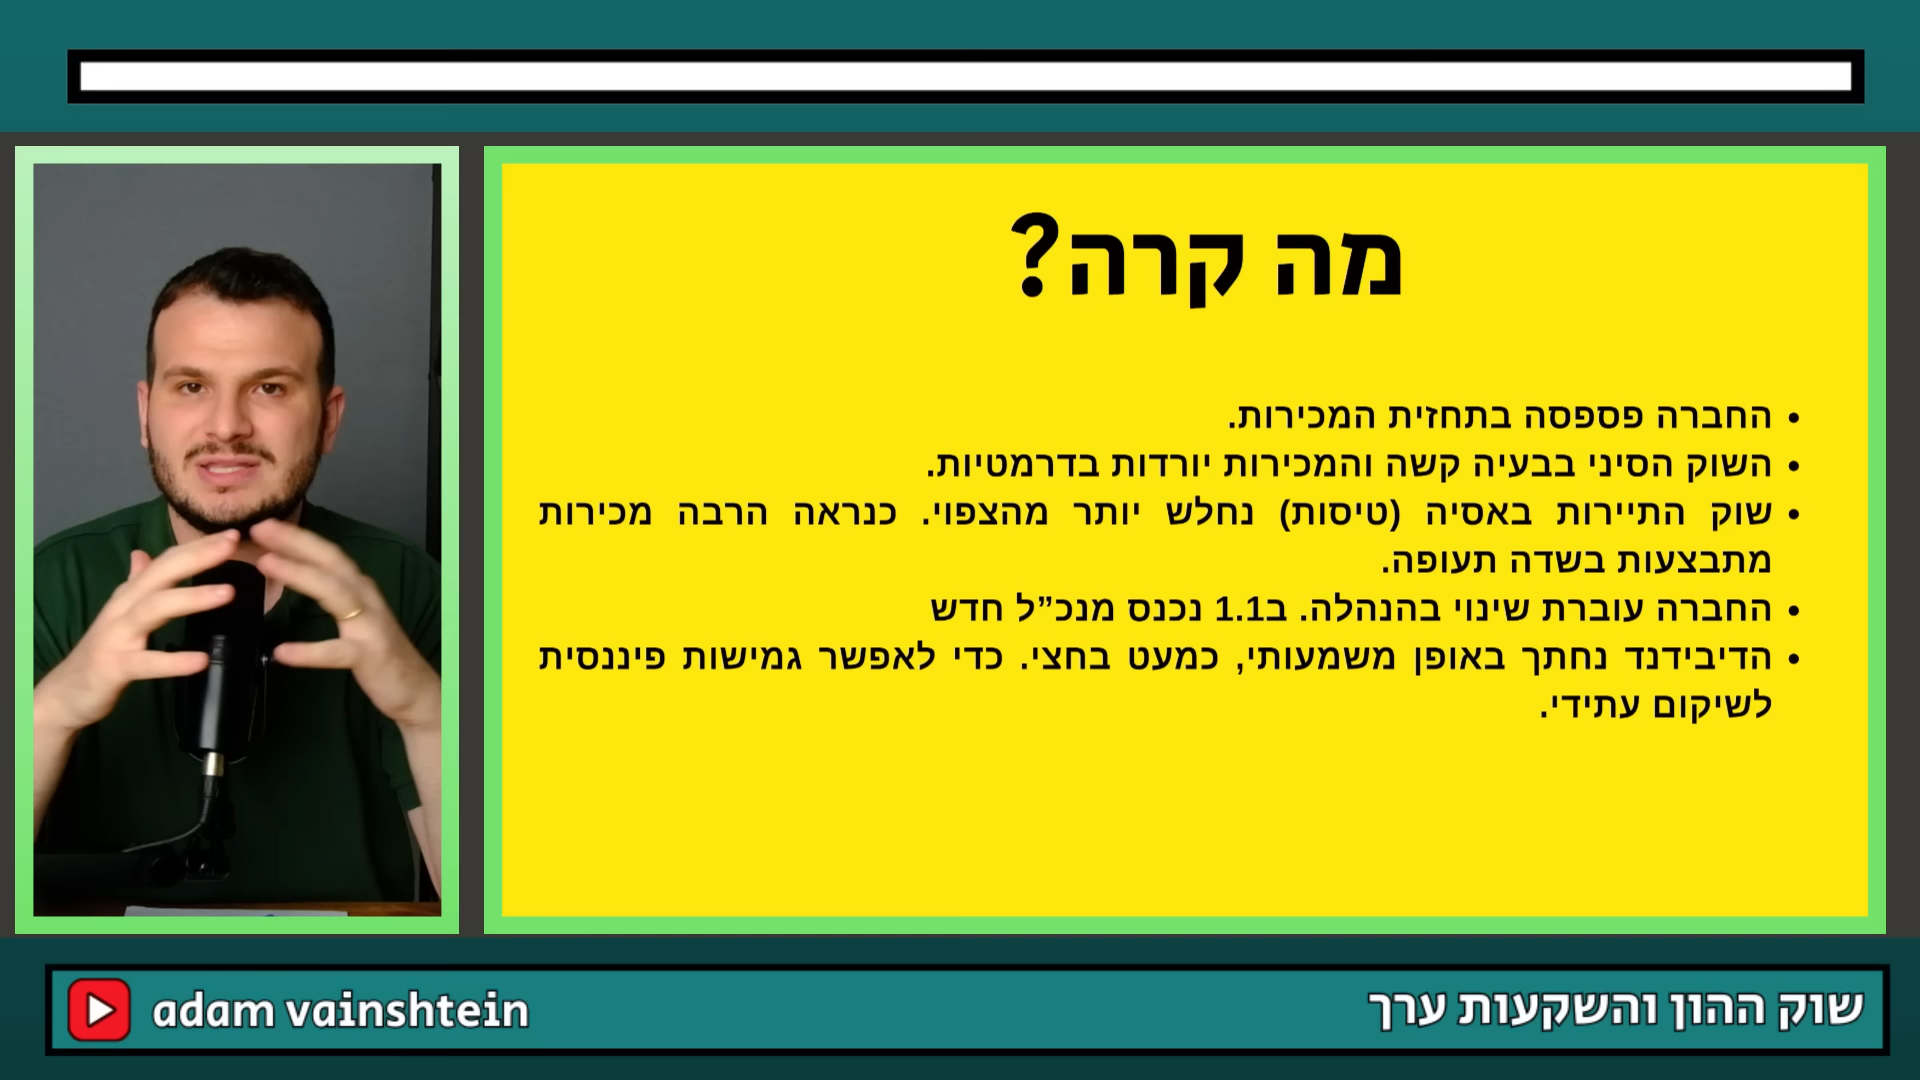 מה קרה?
• החברה פספסה בתחזית המכירות.
• השוק הסיני בבעיה קשה והמכירות יורדות בדרמטיות.
• שוק התיירות באסיה (טיסות) נחלש יותר מהצפוי. כנראה הרבה מכירות
מתבצעות בשדה תעופה.
• החברה עוברת שינוי בהנהלה. ב1.1 נכנס מנכ”ל חדש
• הדיבידנד נחתך באופן משמעותי, כמעט בחצי. כדי לאפשר גמישות פיננסית
לשיקום עתידי.
adam vainshtein
שוק ההון והשקעות ערך